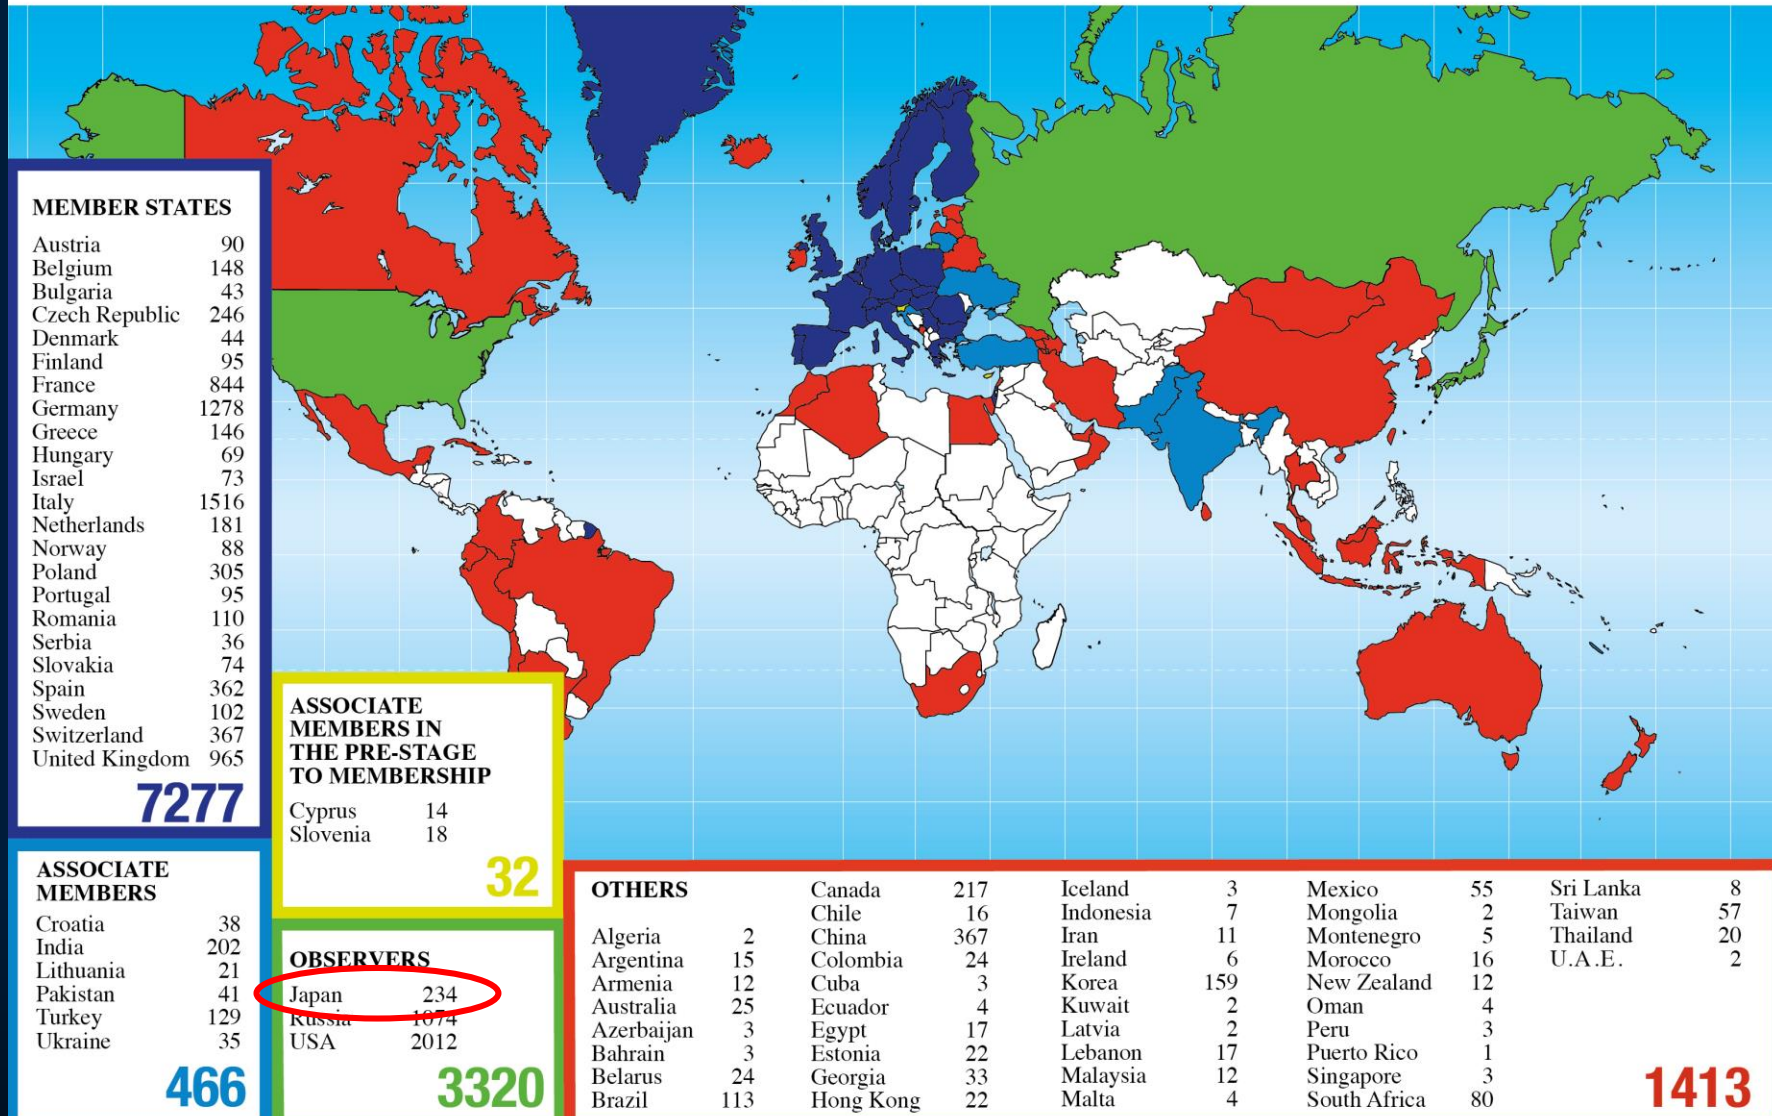 MEMBER STATES
Austria 90
Belgium 148
Bulgaria 43
Czech Republic 246
Denmark 44
Finland 95
France 844
Germany 1278
Greece 146
Hungary 69
Israel 73
Italy 1516
Netherlands 181
Norway 88
Poland 305
Portugal 95
Romania 110
Serbia 36
Slovakia 74
Spain 362
Sweden 102
Switzerland 367
United Kingdom 965
7277
ASSOCIATE
MEMBERS
Croatia 38
India 202
Lithuania 21
Pakistan 41
Turkey 129
Ukraine 35
466
ASSOCIATE
MEMBERS IN
THE PRE-STAGE
TO MEMBERSHIP
Cyprus 14
Slovenia 18
32
OBSERVERS
Japan 234
Russia 1074
USA 2012
3320
OTHERS
Algeria 2
Argentina 15
Armenia 12
Australia 25
Azerbaijan 3
Bahrain 3
Belarus 24
Brazil 113
Canada 217
Chile 16
China 367
Colombia 24
Cuba 3
Ecuador 4
Egypt 17
Estonia 22
Georgia 33
Hong Kong 22
Iceland 3
Indonesia 7
Iran 11
Ireland 6
Korea 159
Kuwait 2
Latvia 2
Lebanon 17
Malaysia 12
Malta 4
Mexico 55
Mongolia 2
Montenegro 5
Morocco 16
New Zealand 12
Oman 4
Peru 3
Puerto Rico 1
Singapore 3
South Africa 80
Sri Lanka 8
Taiwan 57
Thailand 20
U.A.E. 2
1413